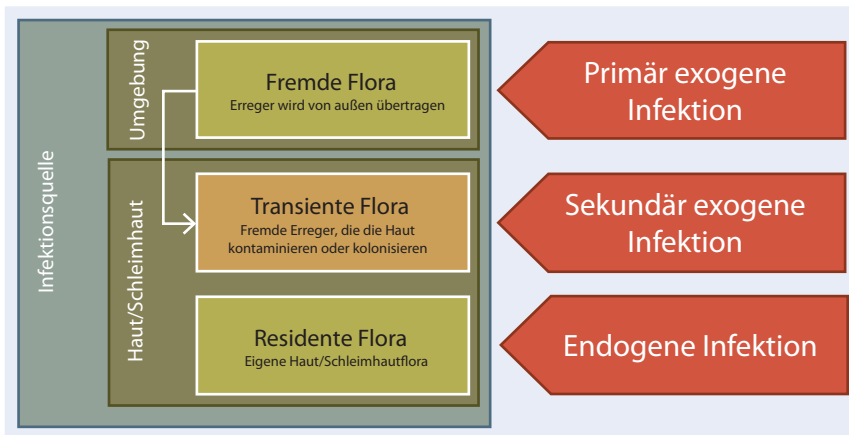 Infektionsquelle
Umgebung
Fremde Flora
Erreger wird von außen übertragen
Primär exogene
Infektion
Haut/Schleimhaut
Transiente Flora
Fremde Erreger, die die Haut
kontaminieren oder kolonisieren
Sekundär exogene
Infektion
Residente Flora
Eigene Haut/Schleimhautflora
Endogene Infektion